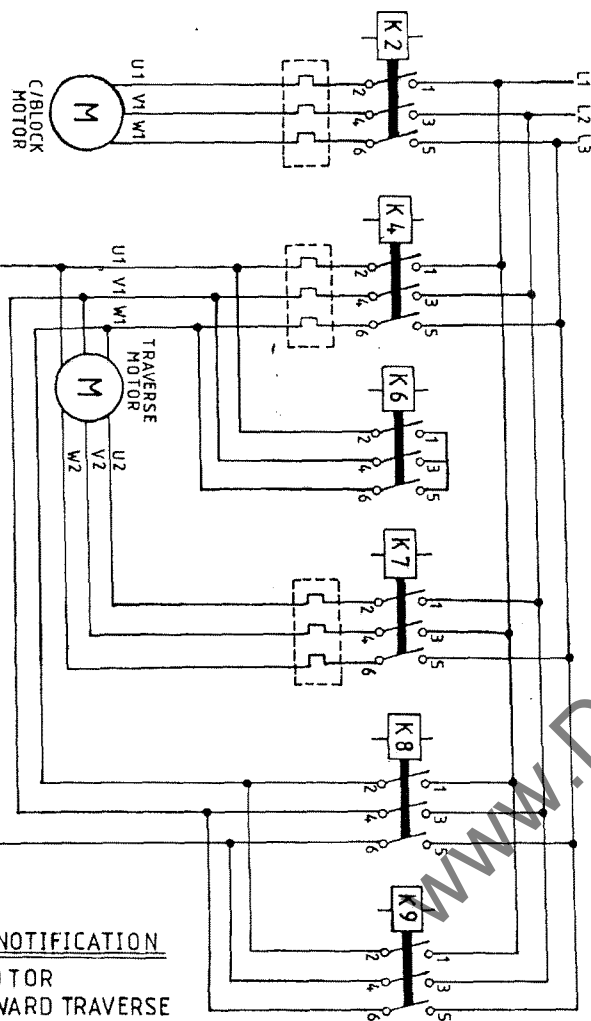 L1
L2
L3
K2
1 3 5
2 4 6
U1 V1 W1
M
C/BLOCK
MOTOR
K4
1 3 5
2 4 6
U1 V1 W1
M
TRAVERSE
MOTOR
U2
V2
W2
K6
1 3 5
2 4 6
K7
1 3 5
2 4 6
K8
1 3 5
2 4 6
K9
1 3 5
2 4 6
NOTIFICATION
OTOR
WARD TRAVERSE
www.D